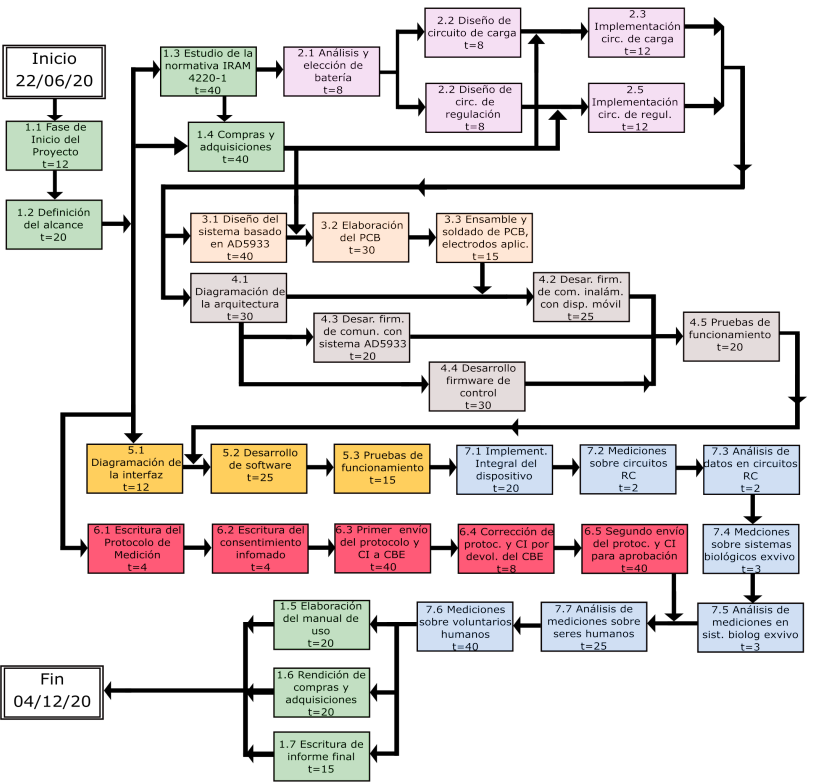 Inicio
22/06/20
1.1 Fase de
Inicio del
Proyecto
t=12
1.2 Definición
del alcance
t=20
1.3 Estudio de la
normativa IRAM
4220-1
t=40
1.4 Compras y
adquisiciones
t=40
2.1 Análisis y
elección de
batería
t=8
2.2 Diseño de
circuito de carga
t=8
2.3
Implementación
circ. de carga
t=12
2.2 Diseño de
circ. de
regulación
t=8
2.5
Implementación
circ. de regul.
t=12
3.1 Diseño del
sistema basado
en AD5933
t=40
3.2 Elaboración
del PCB
t=30
3.3 Ensamble y
soldado de PCB,
electrodos aplic.
t=15
4.1
Diagramación de
la arquitectura
t=30
4.2 Desar. firm.
de com. inalám.
con disp. móvil
t=25
4.3 Desar. firm.
de comun. con
sistema AD5933
t=20
4.4 Desarrollo
firmware de
control
t=30
4.5 Pruebas de
funcionamiento
t=20
5.1
Diagramación de
la interfaz
t=12
5.2 Desarrollo
de software
t=25
5.3 Pruebas de
funcionamiento
t=15
7.1 Implement.
Integral del
dispositivo
t=20
7.2 Mediciones
sobre circuitos
RC
t=2
7.3 Análisis de
datos en circuitos
RC
t=2
6.1 Escritura del
Protocolo de
Medición
t=4
6.2 Escritura del
consentimiento
infomado
t=4
6.3 Primer envío
del protocolo y
CI a CBE
t=40
6.4 Corrección de
protoc. y CI por
devol. del CBE
t=8
6.5 Segundo envío
del protoc. y CI
para aprobación
t=40
7.4 Medciones
sobre sistemas
biológicos exvivo
t=3
7.5 Análisis de
mediciones en
sist. biolog exvivo
t=3
7.7 Análisis de
mediciones sobre
seres humanos
t=25
7.6 Mediciones
sobre voluntarios
humanos
t=40
1.5 Elaboración
del manual de
uso
t=20
1.6 Rendición de
compras y
adquisiciones
t=20
1.7 Escritura de
informe final
t=15
Fin
04/12/20